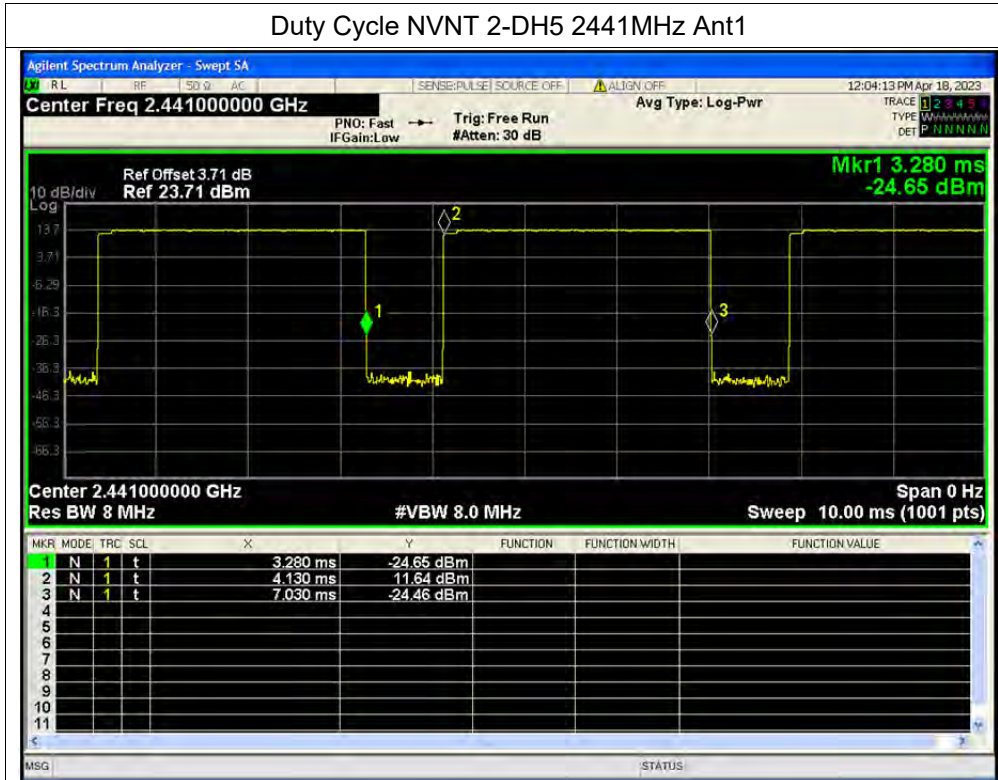 Duty Cycle NVNT 2-DH5 2441MHz Ant1
Agilent Spectrum Analyzer - Swept SA
RL RF 50 Ω AC SENSE:PULSE SOURCE OFF ALIGN OFF 12:04:13 PM Apr 18, 2023
Center Freq 2.441000000 GHz Avg Type: Log-Pwr TRACE 1 2 3 4 5 6
PNO: Fast Trig: Free Run TYPE
IFGain:Low #Atten: 30 dB DET P N N N N N
Mkr1 3.280 ms
Ref Offset 3.71 dB
10 dB/div Ref 23.71 dBm -24.65 dBm
Log
13.7
3.71
-6.29
-16.3
-26.3
-36.3
-46.3
-56.3
-66.3
2
1
3
Center 2.441000000 GHz Span 0 Hz
Res BW 8 MHz #VBW 8.0 MHz Sweep 10.00 ms (1001 pts)
MKR MODE TRC SCL X Y FUNCTION FUNCTION WIDTH FUNCTION VALUE
1 N 1 t 3.280 ms -24.65 dBm
2 N 1 t 4.130 ms 11.64 dBm
3 N 1 t 7.030 ms -24.46 dBm
4
5
6
7
8
9
10
11
MSG STATUS